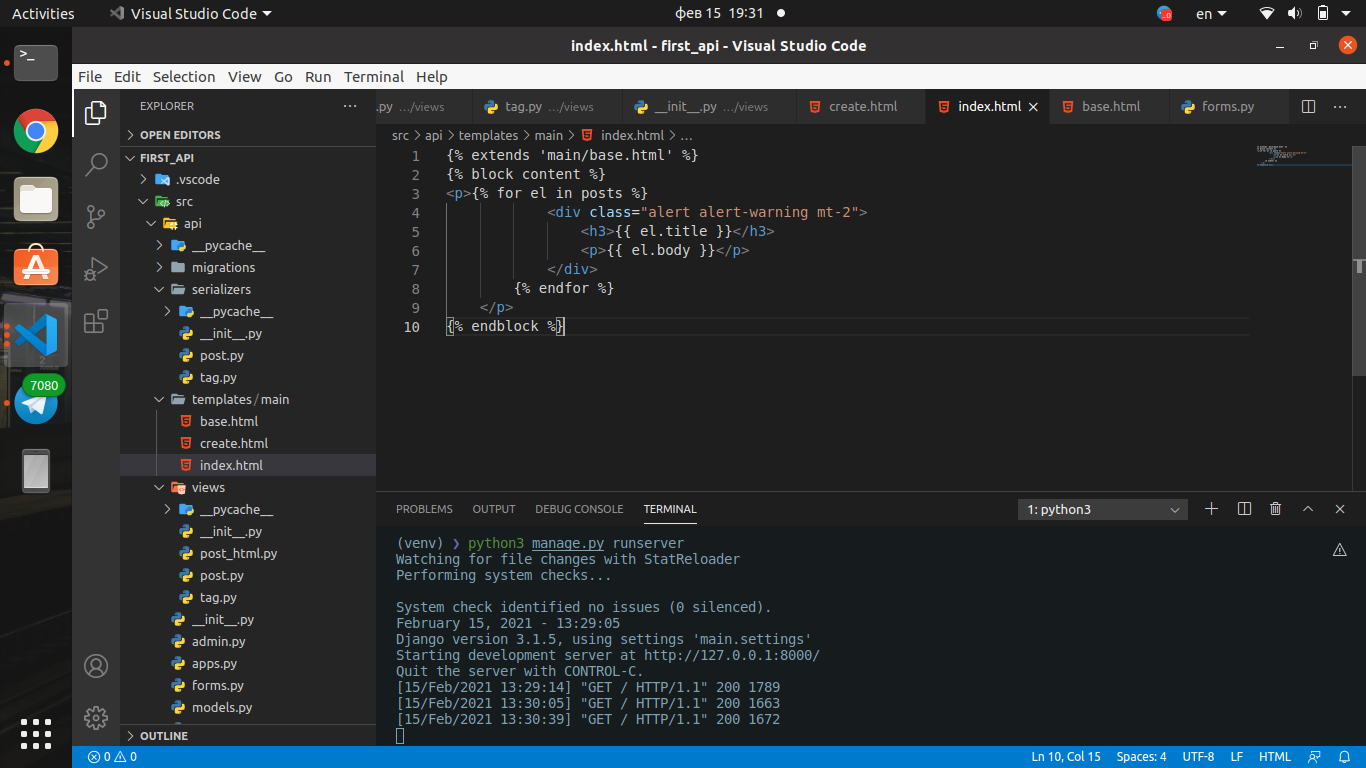 Activities
Visual Studio Code
фев 15 19:31
en
index.html - first_api - Visual Studio Code
File Edit Selection View Go Run Terminal Help
EXPLORER
OPEN EDITORS
FIRST_API
.vscode
src
api
__pycache__
migrations
serializers
__pycache__
__init__.py
post.py
tag.py
templates/main
base.html
create.html
index.html
views
__pycache__
__init__.py
post_html.py
post.py
tag.py
__init__.py
admin.py
apps.py
forms.py
models.py
OUTLINE
7080
.py …/views
tag.py …/views
__init__.py …/views
create.html
index.html
base.html
forms.py
src > api > templates > main > index.html > …
1 {% extends 'main/base.html' %}
2 {% block content %}
3 <p>{% for el in posts %}
4 <div class="alert alert-warning mt-2">
5 <h3>{{ el.title }}</h3>
6 <p>{{ el.body }}</p>
7 </div>
8 {% endfor %}
9 </p>
10 {% endblock %}
PROBLEMS OUTPUT DEBUG CONSOLE TERMINAL
1: python3
(venv) ❯ python3 manage.py runserver
Watching for file changes with StatReloader
Performing system checks...
System check identified no issues (0 silenced).
February 15, 2021 - 13:29:05
Django version 3.1.5, using settings 'main.settings'
Starting development server at http://127.0.0.1:8000/
Quit the server with CONTROL-C.
[15/Feb/2021 13:29:14] "GET / HTTP/1.1" 200 1789
[15/Feb/2021 13:30:05] "GET / HTTP/1.1" 200 1663
[15/Feb/2021 13:30:39] "GET / HTTP/1.1" 200 1672
0 0
Ln 10, Col 15 Spaces: 4 UTF-8 LF HTML